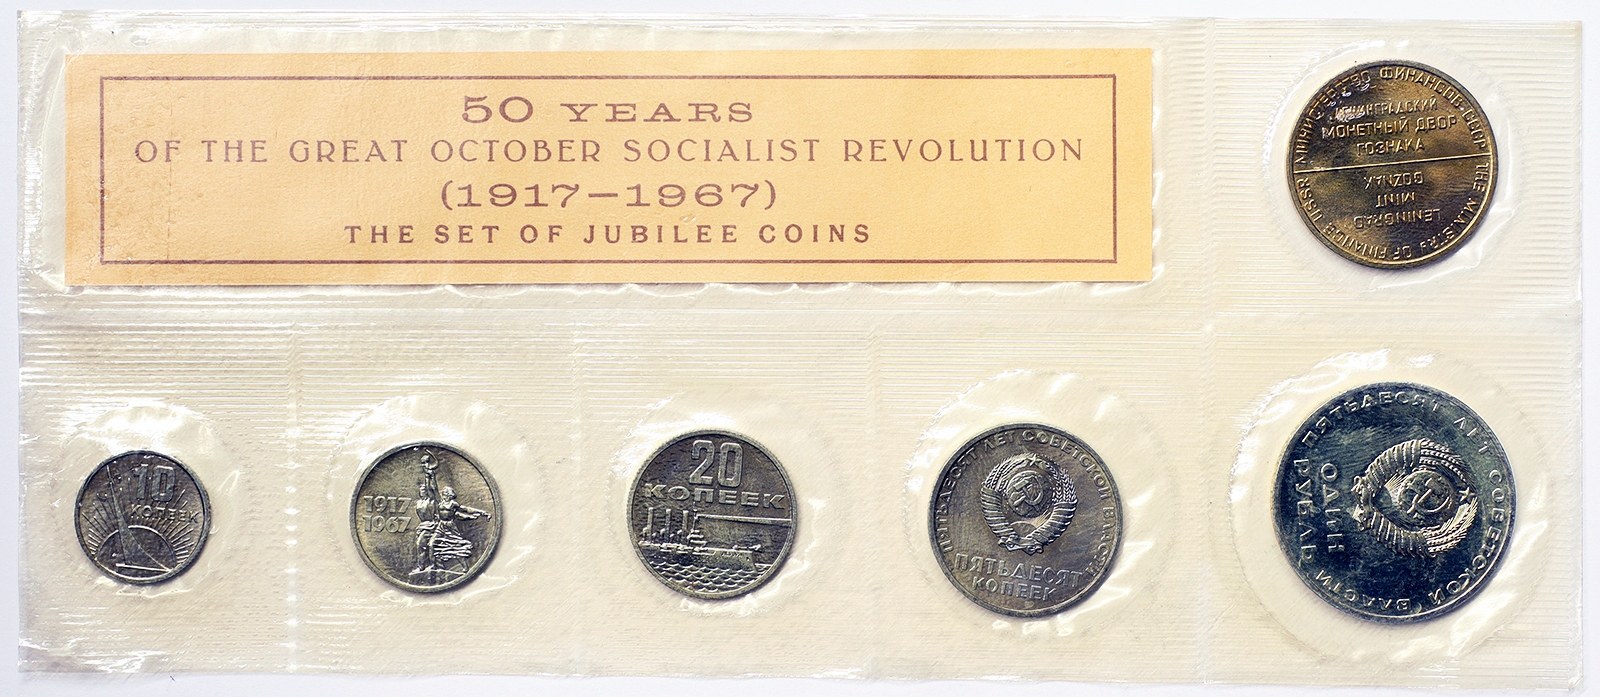 50 YEARS
OF THE GREAT OCTOBER SOCIALIST REVOLUTION
(1917–1967)
THE SET OF JUBILEE COINS
МИНИСТЕРСТВО ФИНАНСОВ СССР
ЛЕНИНГРАДСКИЙ
МОНЕТНЫЙ ДВОР
ГОЗНАКА
THE MINISTRY OF FINANCE USSR
LENINGRAD
MINT
GOZNAK
10
КОПЕЕК
1917
1967
20
КОПЕЕК
ПЯТЬДЕСЯТ ЛЕТ СОВЕТСКОЙ ВЛАСТИ
ПЯТЬДЕСЯТ
КОПЕЕК
ПЯТЬДЕСЯТ ЛЕТ СОВЕТСКОЙ ВЛАСТИ
ОДИН
РУБЛЬ